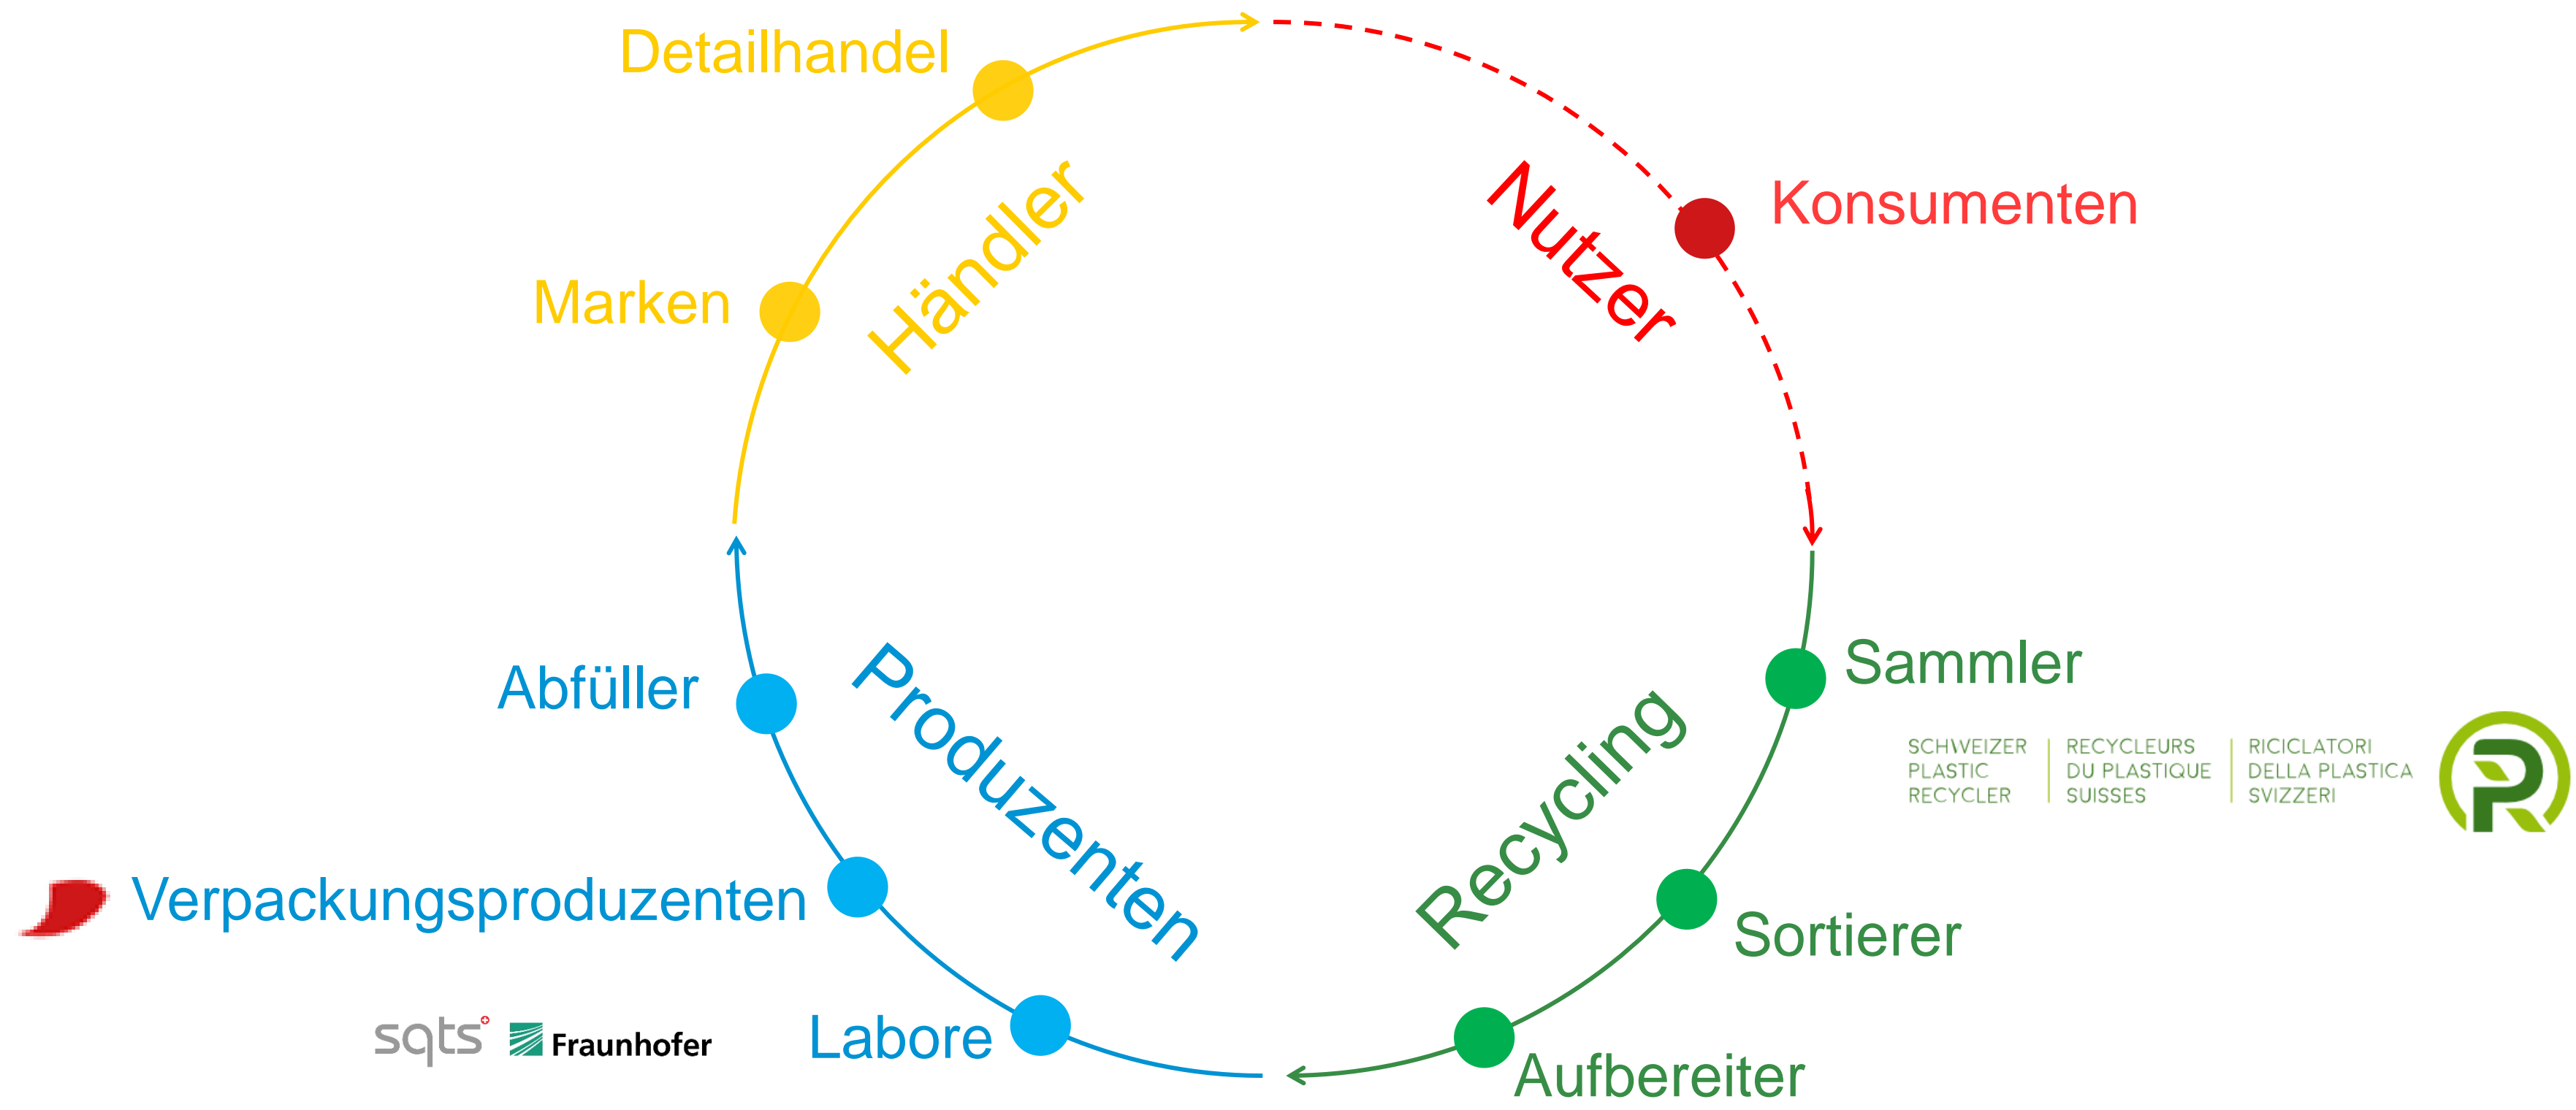 Detailhandel
Konsumenten
Händler
Nutzer
Marken
Abfüller
Produzenten
Recycling
Sammler
SCHWEIZER
PLASTIC
RECYCLER
RECYCLEURS
DU PLASTIQUE
SUISSES
RICICLATORI
DELLA PLASTICA
SVIZZERI
Verpackungsproduzenten
Sortierer
sqts
Fraunhofer
Labore
Aufbereiter